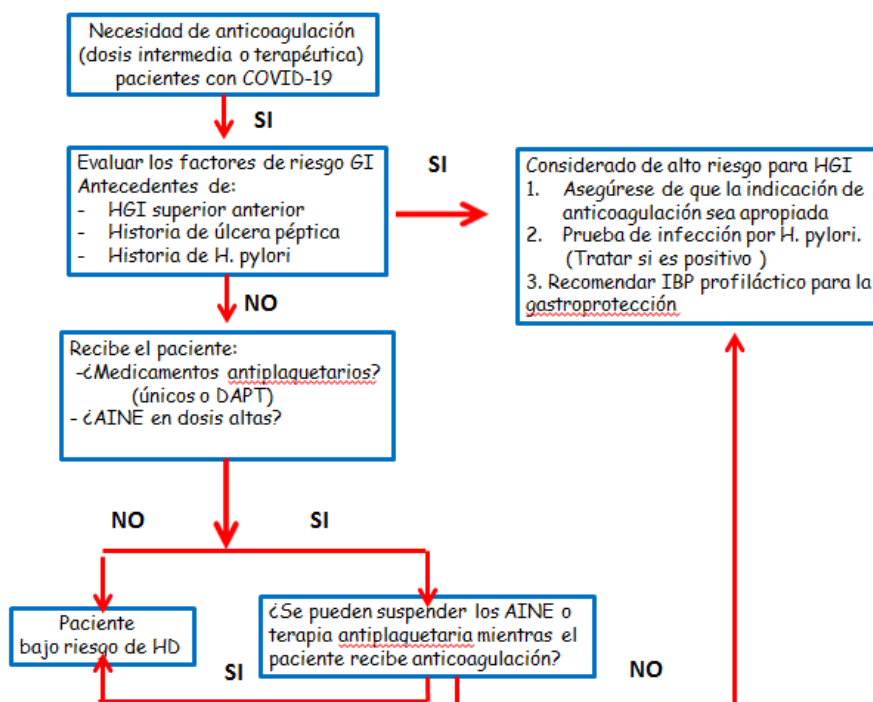 Necesidad de anticoagulación
(dosis intermedia o terapéutica)
pacientes con COVID-19
SI
Evaluar los factores de riesgo GI
Antecedentes de:
- HGI superior anterior
- Historia de úlcera péptica
- Historia de H. pylori
SI
Considerado de alto riesgo para HGI
1. Asegúrese de que la indicación de
anticoagulación sea apropiada
2. Prueba de infección por H. pylori.
(Tratar si es positivo )
3. Recomendar IBP profiláctico para la
gastroprotección
NO
Recibe el paciente:
-¿Medicamentos antiplaquetarios?
(únicos o DAPT)
- ¿AINE en dosis altas?
NO
SI
Paciente
bajo riesgo de HD
¿Se pueden suspender los AINE o
terapia antiplaquetaria mientras el
paciente recibe anticoagulación?
SI
NO